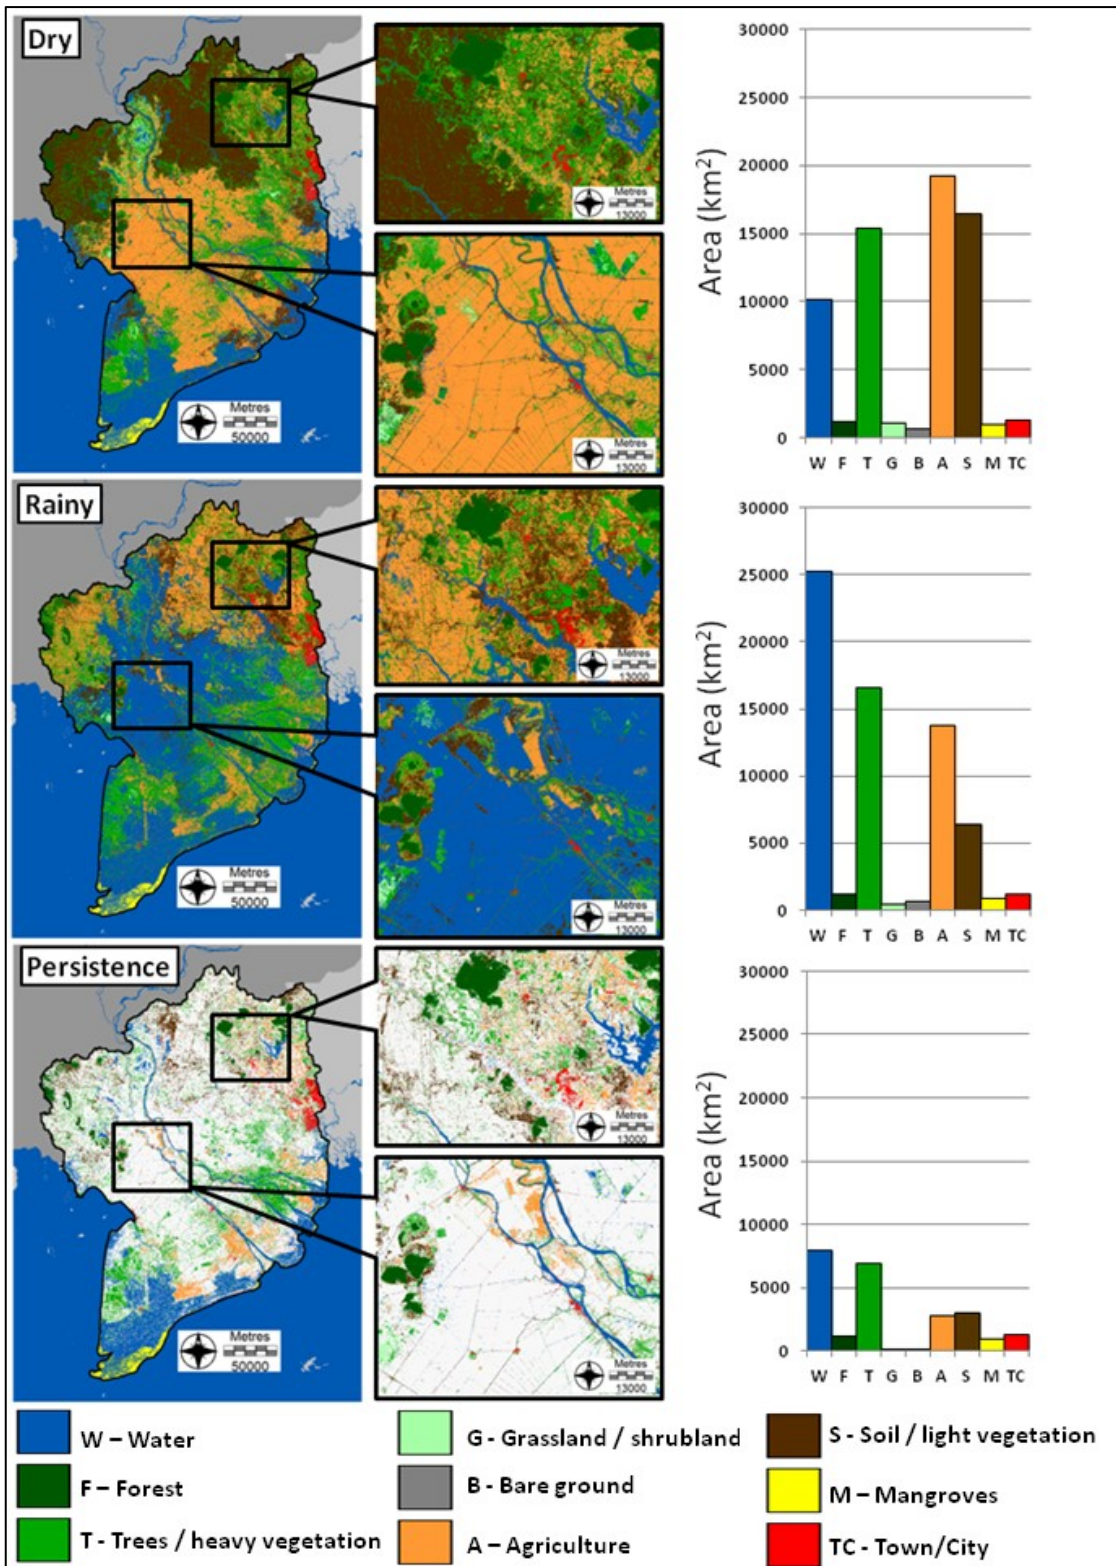 Dry
Metres
50000
Metres
13000
Metres
13000
Area (km²)
30000
25000
20000
15000
10000
5000
0
W F T G B A S M TC
Rainy
Metres
50000
Metres
13000
Metres
13000
Area (km²)
30000
25000
20000
15000
10000
5000
0
W F T G B A S M TC
Persistence
Metres
50000
Metres
13000
Metres
13000
Area (km²)
30000
25000
20000
15000
10000
5000
0
W F T G B A S M TC
W – Water
G - Grassland / shrubland
S - Soil / light vegetation
F – Forest
B - Bare ground
M – Mangroves
T - Trees / heavy vegetation
A – Agriculture
TC - Town/City